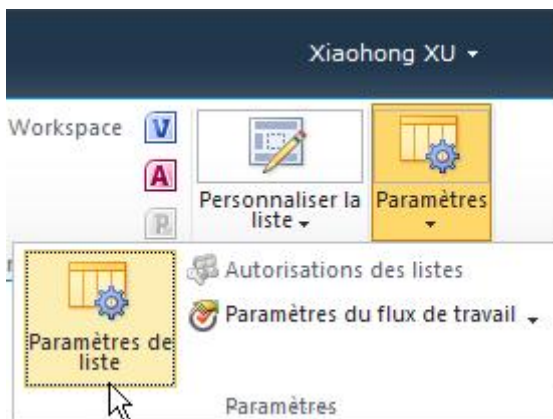 Xiaohong XU
Workspace
V
A
P
Personnaliser la
liste
Paramètres
Autorisations des listes
Paramètres du flux de travail
Paramètres de
liste
Paramètres